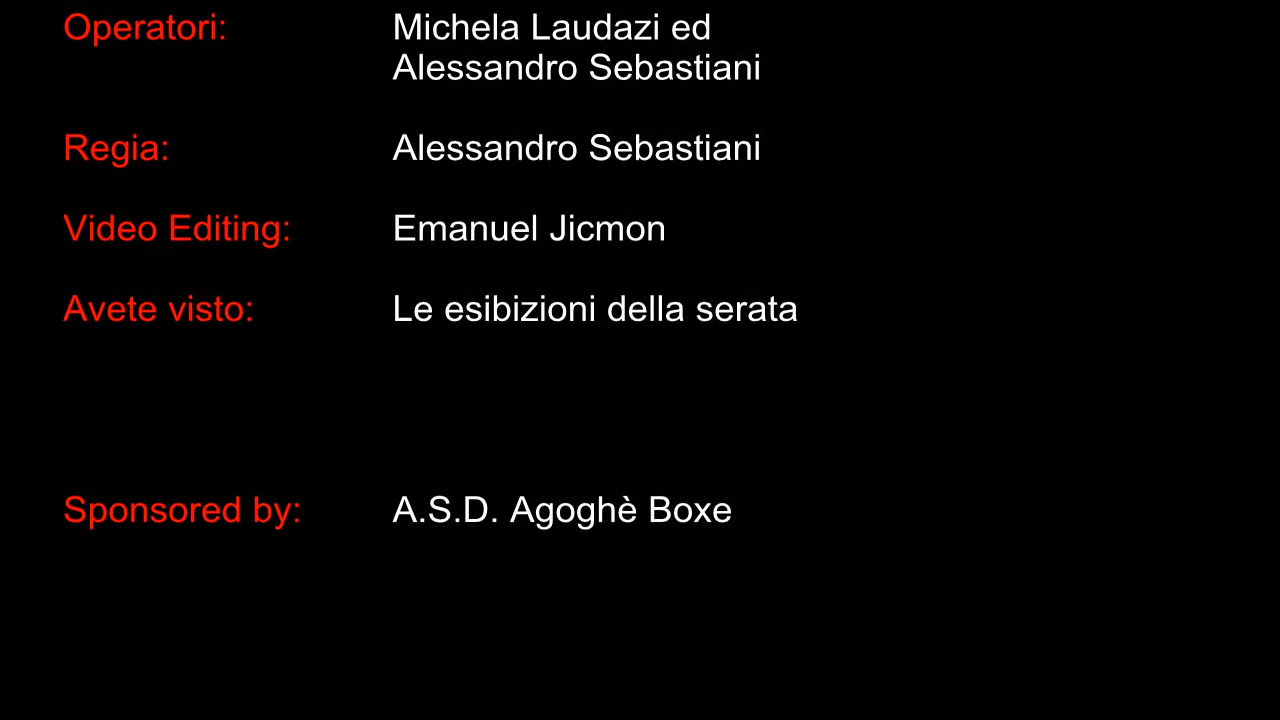 Operatori: Michela Laudazi ed
Alessandro Sebastiani
Regia: Alessandro Sebastiani
Video Editing: Emanuel Jicmon
Avete visto: Le esibizioni della serata
Sponsored by: A.S.D. Agoghè Boxe